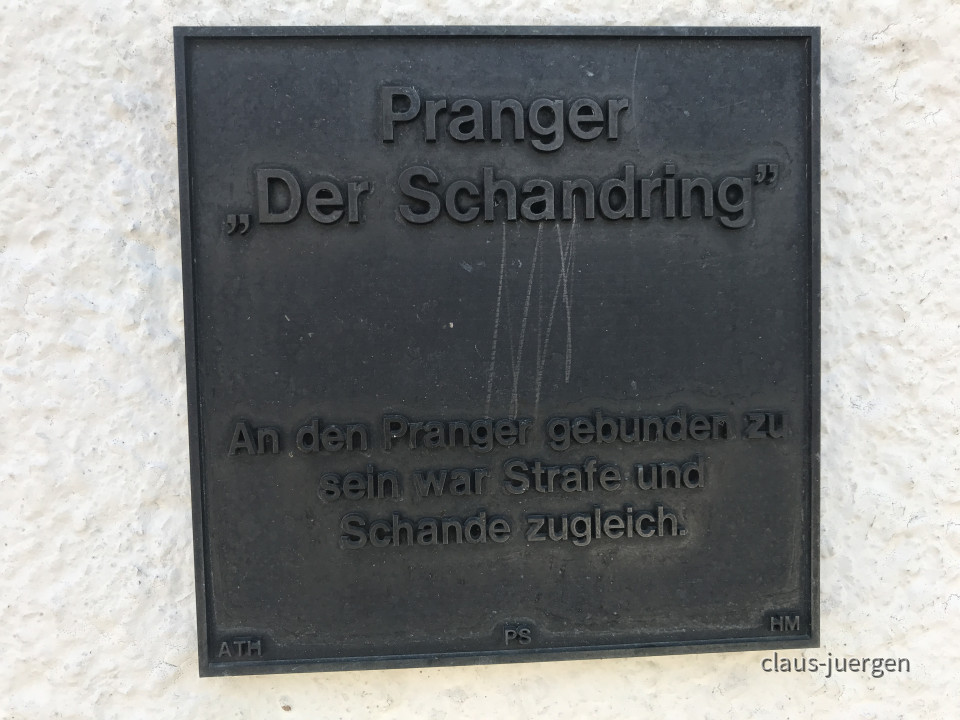 Pranger
„Der Schandring”
An den Pranger gebunden zu
sein war Strafe und
Schande zugleich.
ATH
PS
HM
claus-juergen